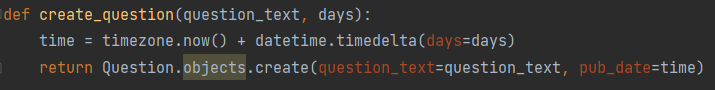 def create_question(question_text, days):
    time = timezone.now() + datetime.timedelta(days=days)
    return Question.objects.create(question_text=question_text, pub_date=time)